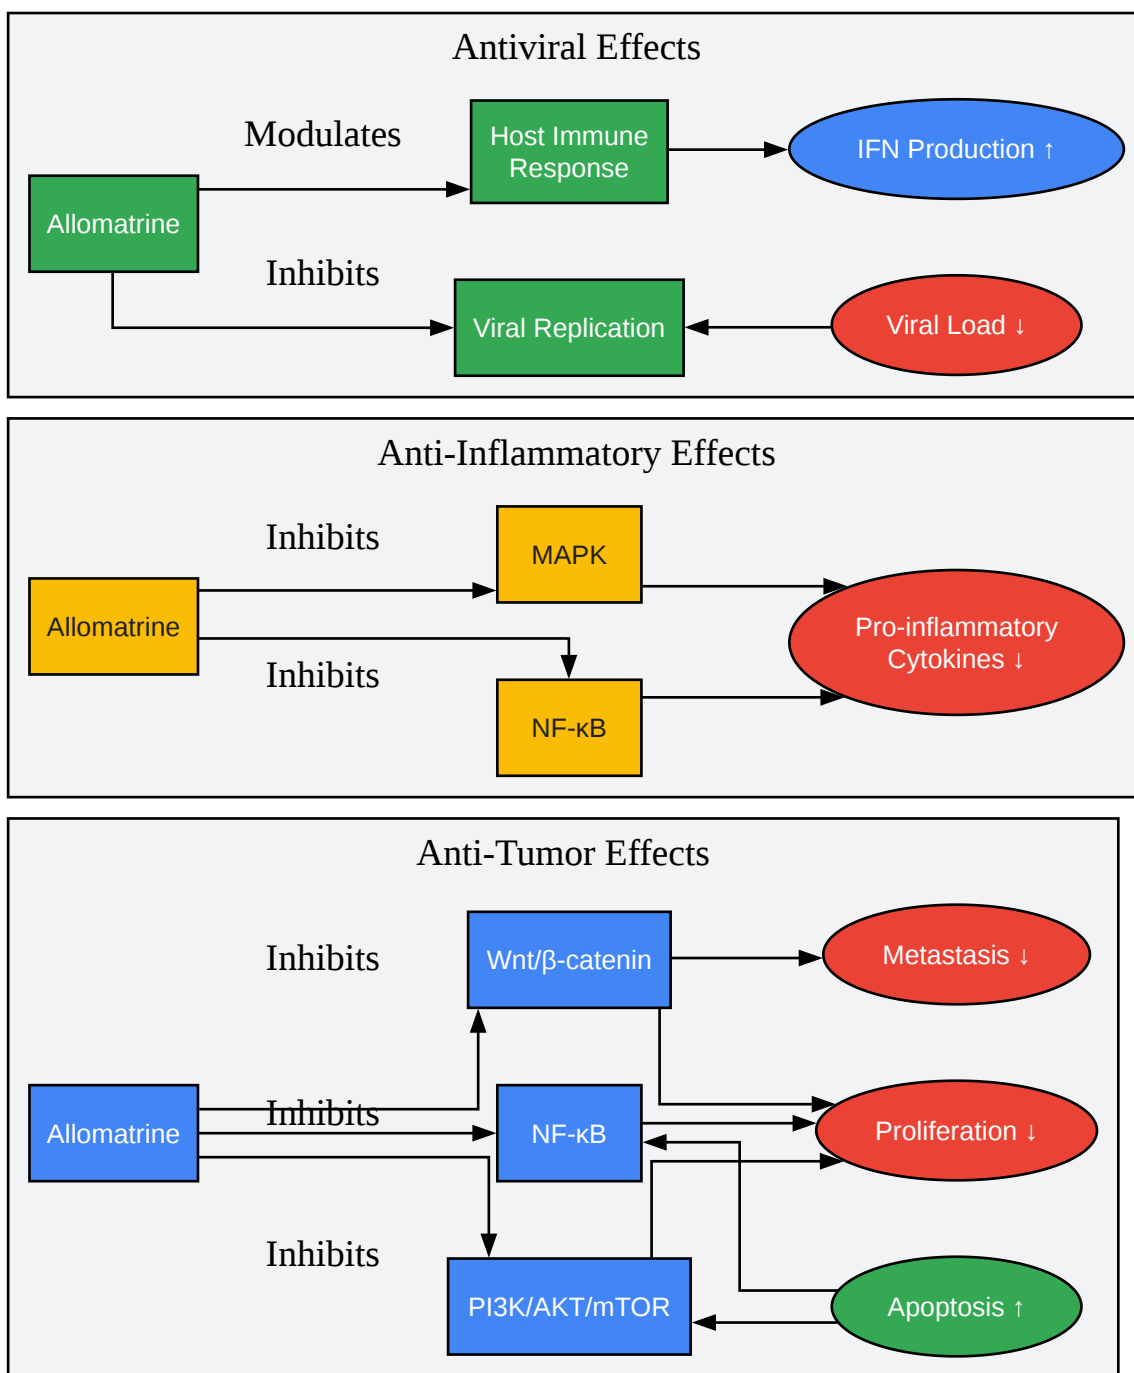 Antiviral Effects
Modulates
Host Immune
Response
IFN Production ↑
Allomatrine
Inhibits
Viral Replication
Viral Load ↓
Anti-Inflammatory Effects
Inhibits
MAPK
Allomatrine
Pro-inflammatory
Cytokines ↓
Inhibits
NF-κB
Anti-Tumor Effects
Inhibits
Wnt/β-catenin
Metastasis ↓
Inhibits
Allomatrine
NF-κB
Proliferation ↓
Inhibits
PI3K/AKT/mTOR
Apoptosis ↑